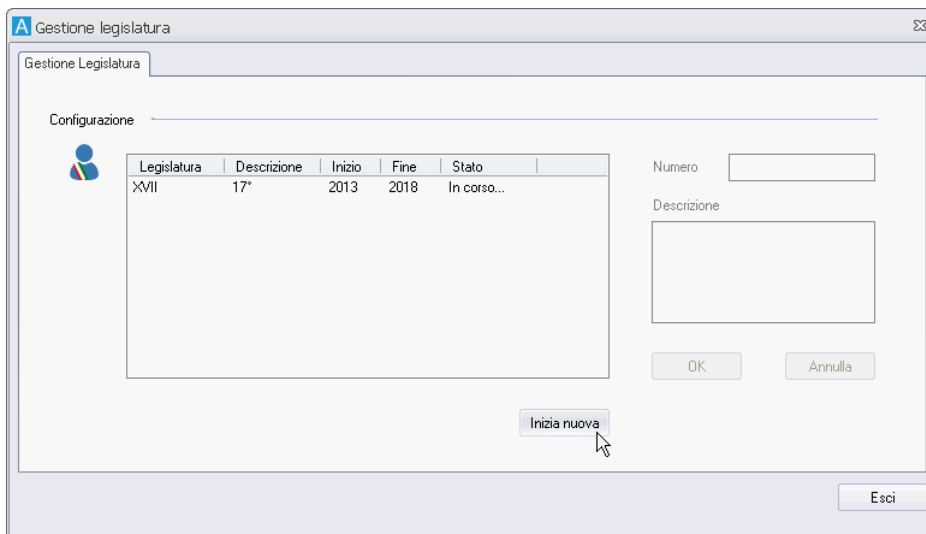 A Gestione legislatura
Gestione Legislatura
Configurazione
Legislatura Descrizione Inizio Fine Stato
XVII 17° 2013 2018 In corso...
Numero
Descrizione
OK Annulla
Inizia nuova
Esci